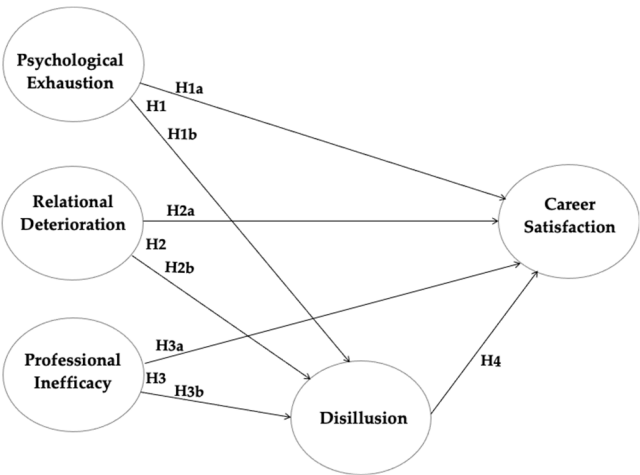 Psychological
Exhaustion
H1a
H1
H1b
Relational
Deterioration
H2a
H2
H2b
Career
Satisfaction
Professional
Inefficacy
H3a
H3
H3b
Disillusion
H4